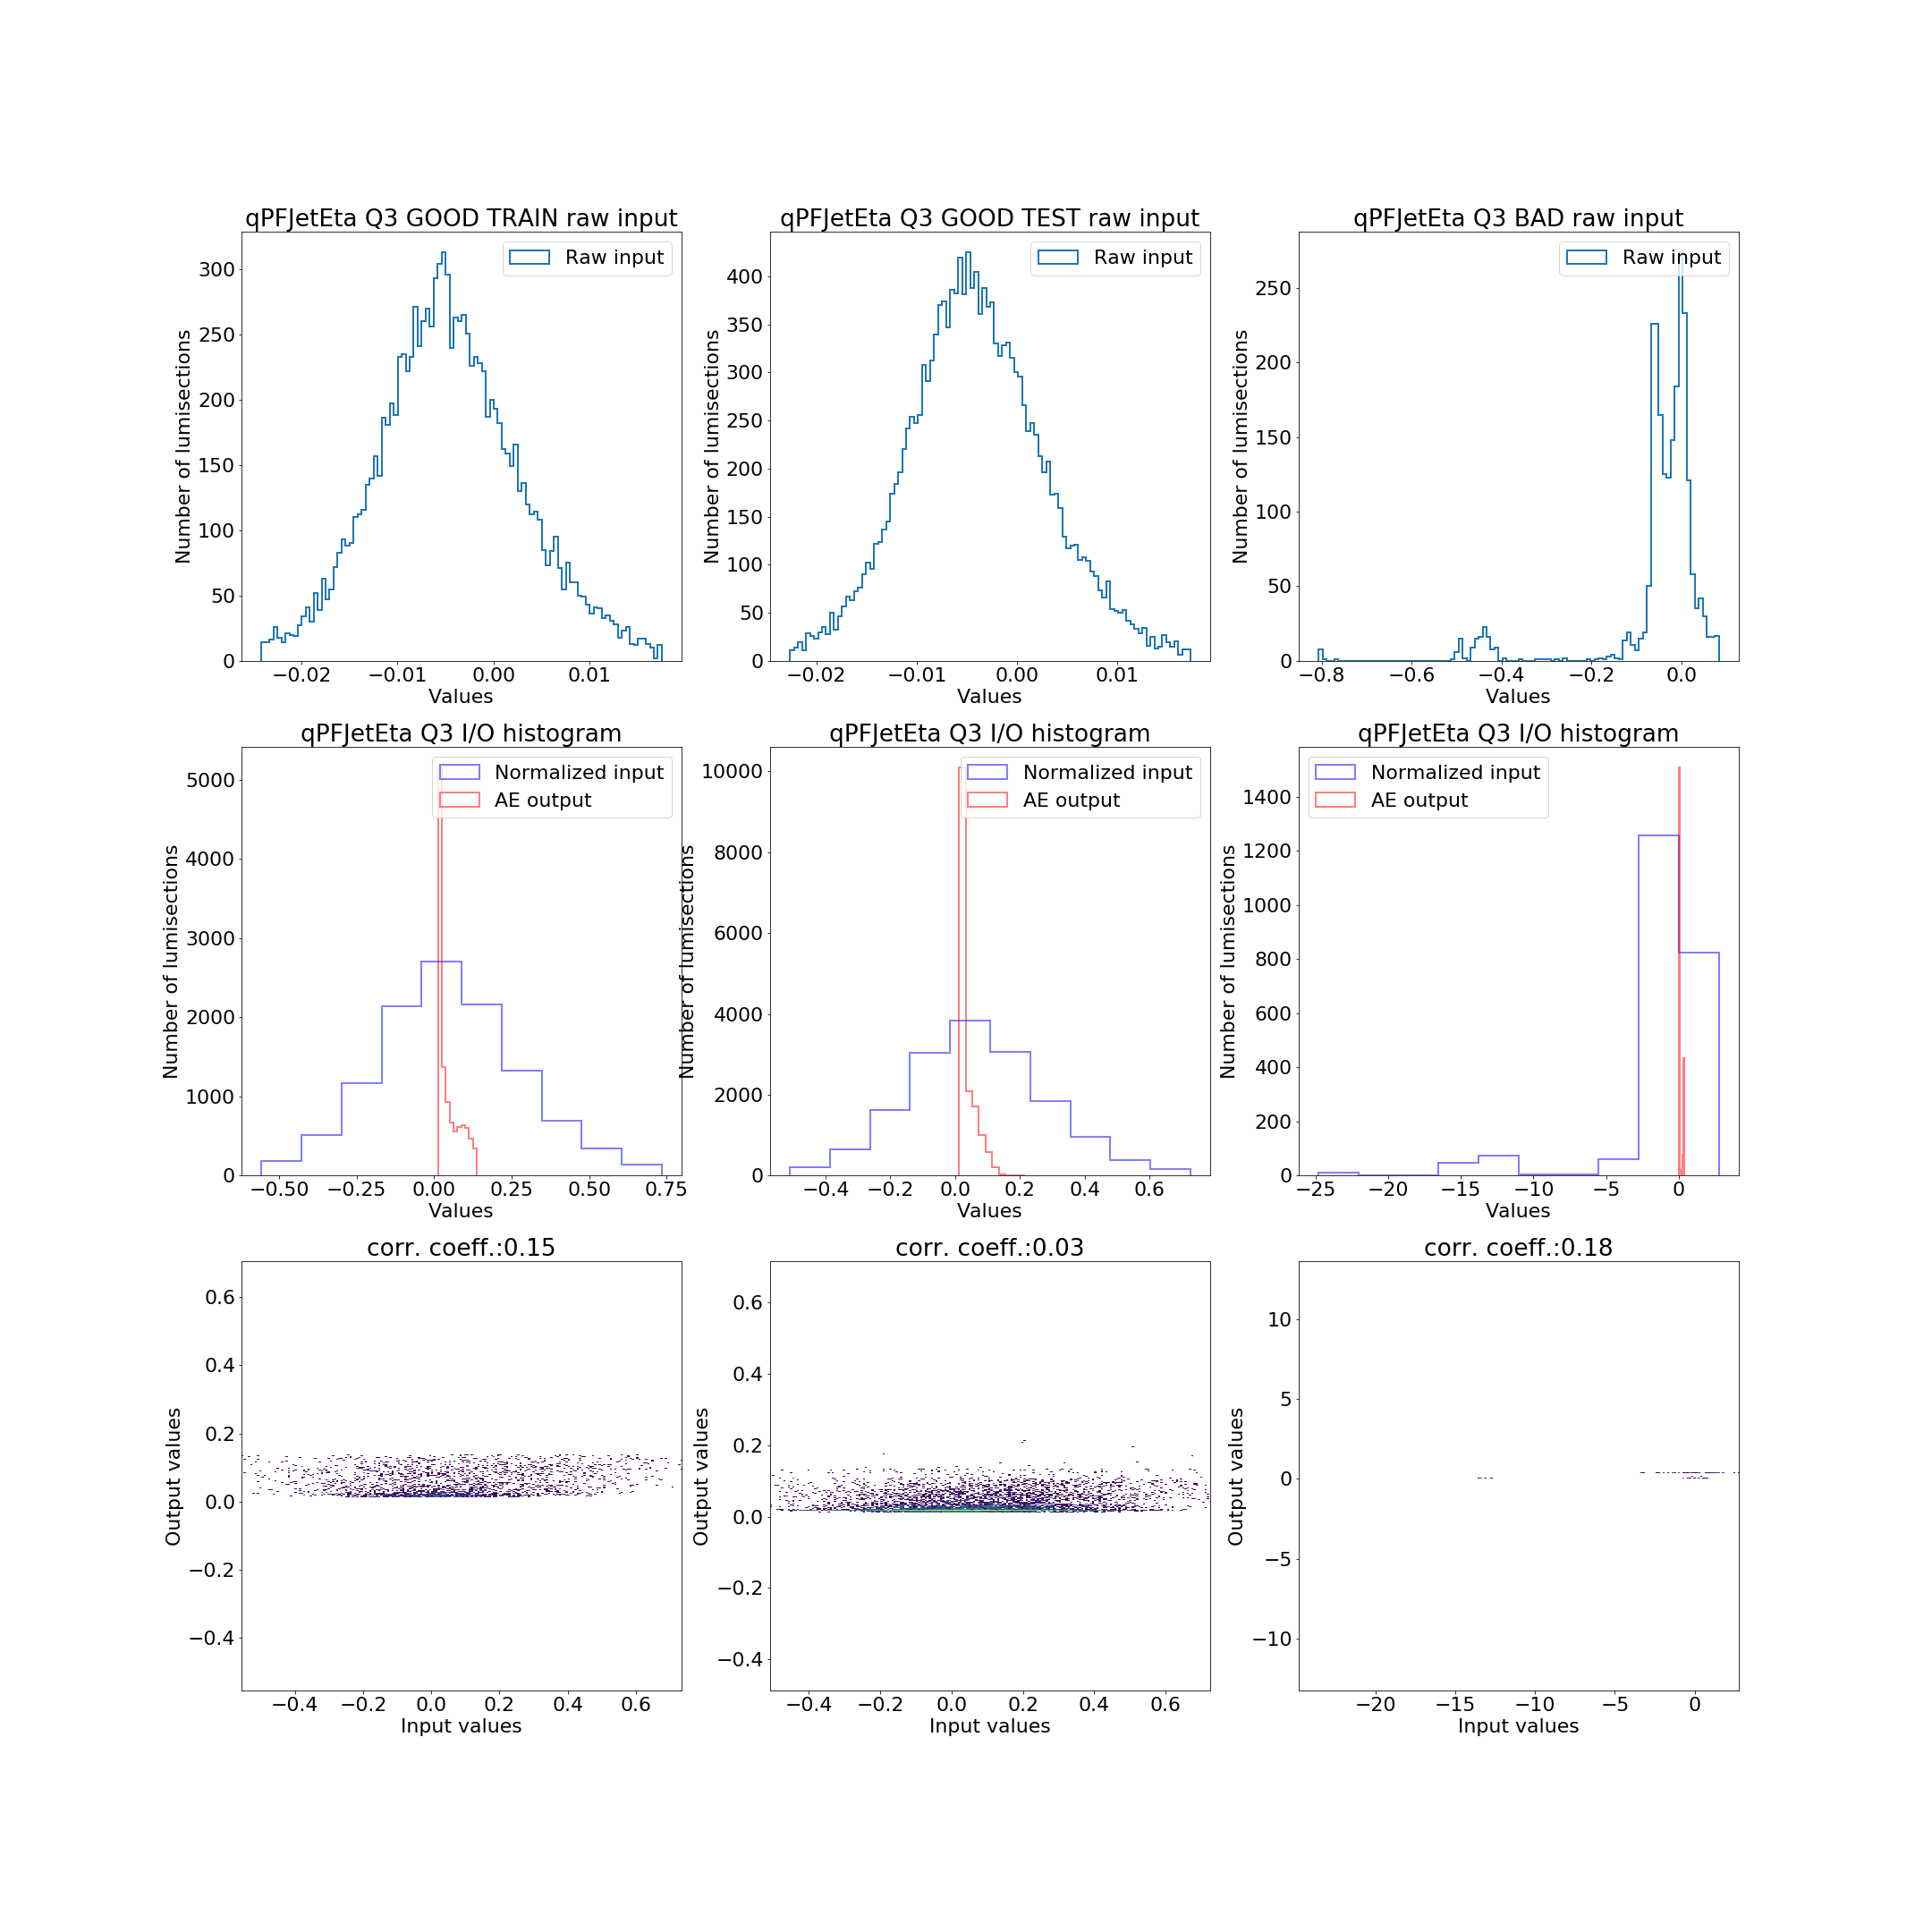 qPFJetEta Q3 GOOD TRAIN raw input
Raw input
Number of lumisections
300
250
200
150
100
50
0
−0.02 −0.01 0.00 0.01
Values
qPFJetEta Q3 GOOD TEST raw input
Raw input
Number of lumisections
400
350
300
250
200
150
100
50
0
−0.02 −0.01 0.00 0.01
Values
qPFJetEta Q3 BAD raw input
Raw input
Number of lumisections
250
200
150
100
50
0
−0.8 −0.6 −0.4 −0.2 0.0
Values
qPFJetEta Q3 I/O histogram
Normalized input
AE output
Number of lumisections
5000
4000
3000
2000
1000
0
−0.50 −0.25 0.00 0.25 0.50 0.75
Values
qPFJetEta Q3 I/O histogram
Normalized input
AE output
Number of lumisections
10000
8000
6000
4000
2000
0
−0.4 −0.2 0.0 0.2 0.4 0.6
Values
qPFJetEta Q3 I/O histogram
Normalized input
AE output
Number of lumisections
1400
1200
1000
800
600
400
200
0
−25 −20 −15 −10 −5 0
Values
corr. coeff.:0.15
Output values
0.6
0.4
0.2
0.0
−0.2
−0.4
−0.4 −0.2 0.0 0.2 0.4 0.6
Input values
corr. coeff.:0.03
Output values
0.6
0.4
0.2
0.0
−0.2
−0.4
−0.4 −0.2 0.0 0.2 0.4 0.6
Input values
corr. coeff.:0.18
Output values
10
5
0
−5
−10
−20 −15 −10 −5 0
Input values